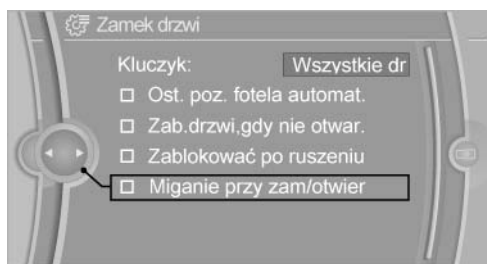 Zamek drzwi
Kluczyk: Wszystkie dr
Ost. poz. fotela automat.
Zab.drzwi,gdy nie otwar.
Zablokować po ruszeniu
Miganie przy zam/otwier